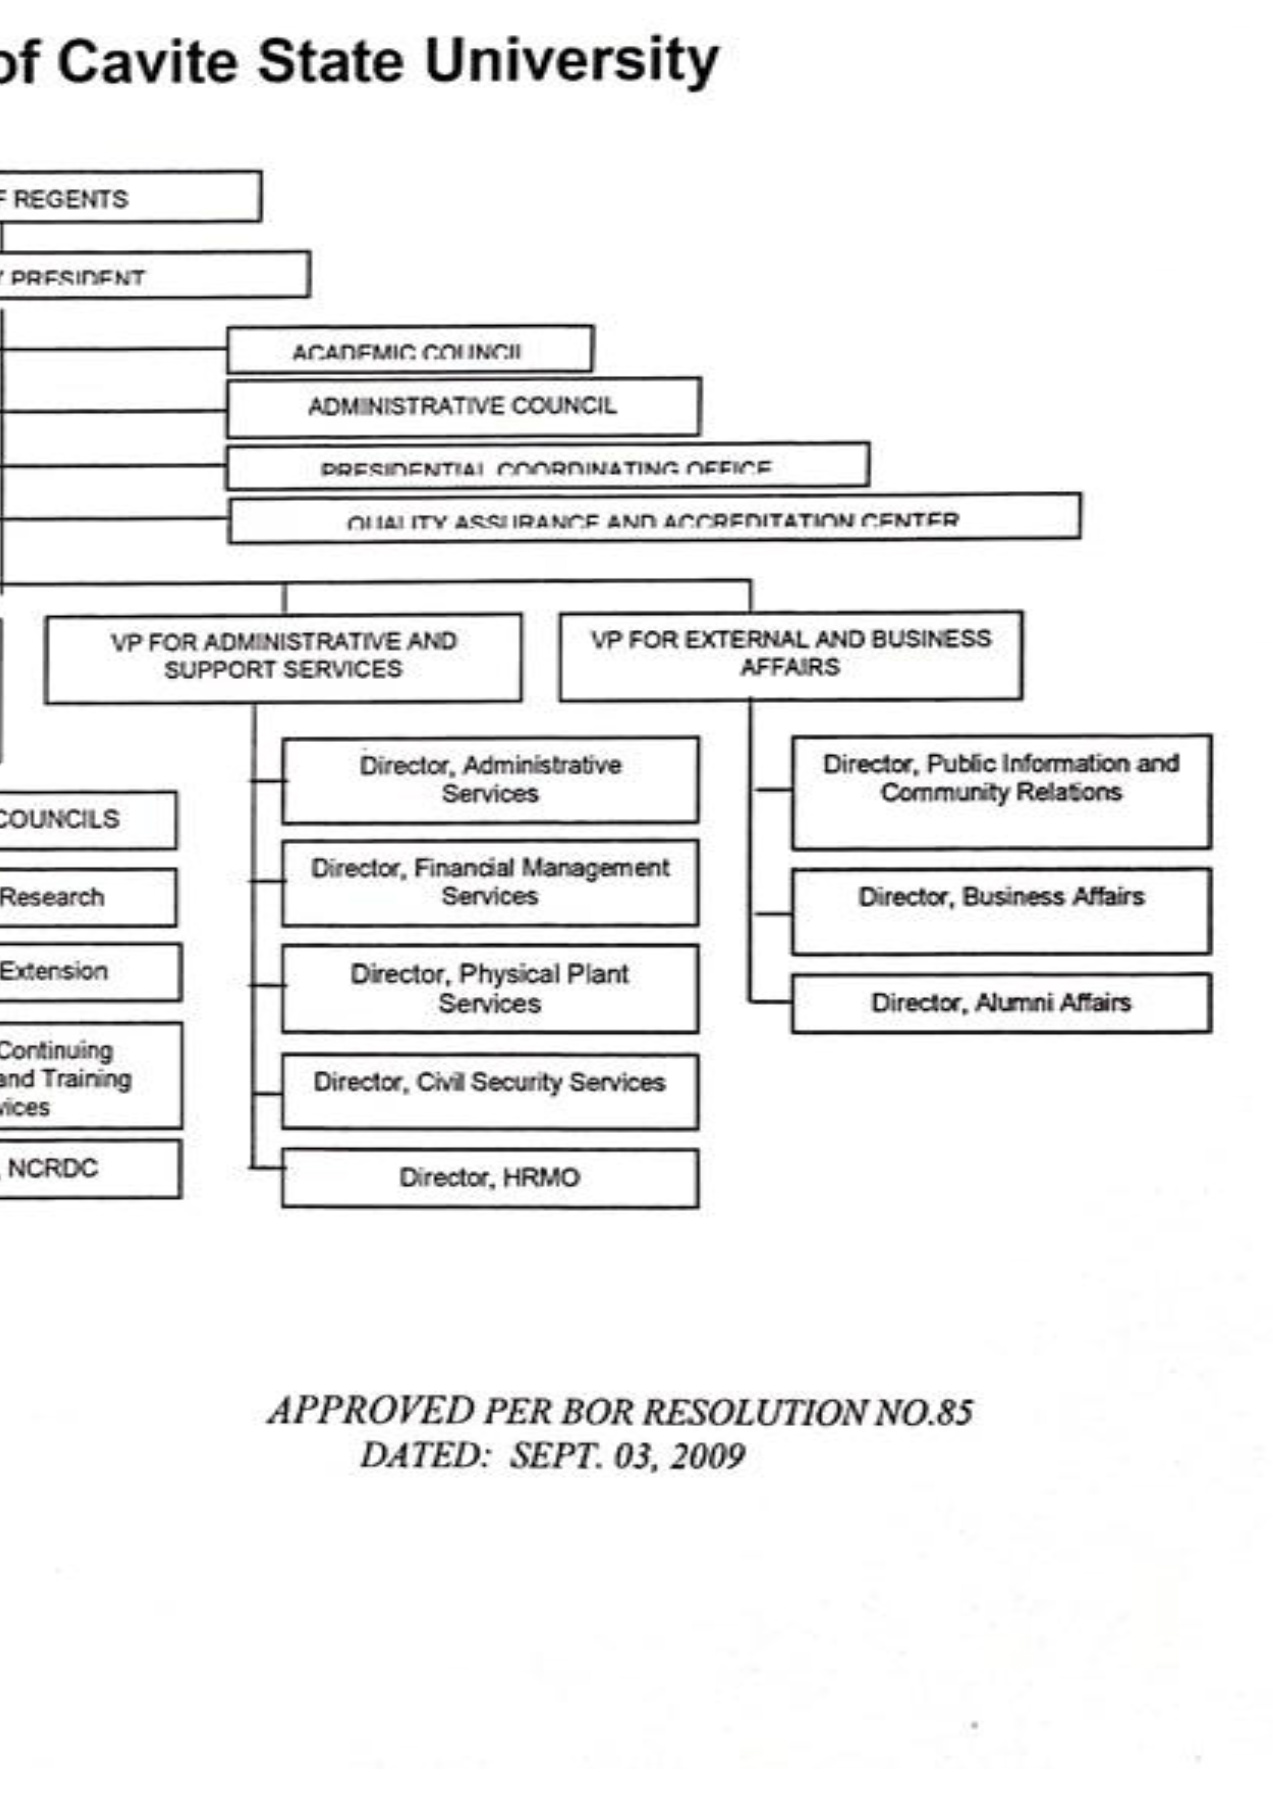 of Cavite State University
F REGENTS
Y PRESIDENT
ACADEMIC COUNCIL
ADMINISTRATIVE COUNCIL
PRESIDENTIAL COORDINATING OFFICE
QUALITY ASSURANCE AND ACCREDITATION CENTER
VP FOR ADMINISTRATIVE AND
SUPPORT SERVICES
VP FOR EXTERNAL AND BUSINESS
AFFAIRS
COUNCILS
Research
Extension
Continuing
and Training
vices
, NCRDC
Director, Administrative
Services
Director, Financial Management
Services
Director, Physical Plant
Services
Director, Civil Security Services
Director, HRMO
Director, Public Information and
Community Relations
Director, Business Affairs
Director, Alumni Affairs
APPROVED PER BOR RESOLUTION NO.85
DATED: SEPT. 03, 2009